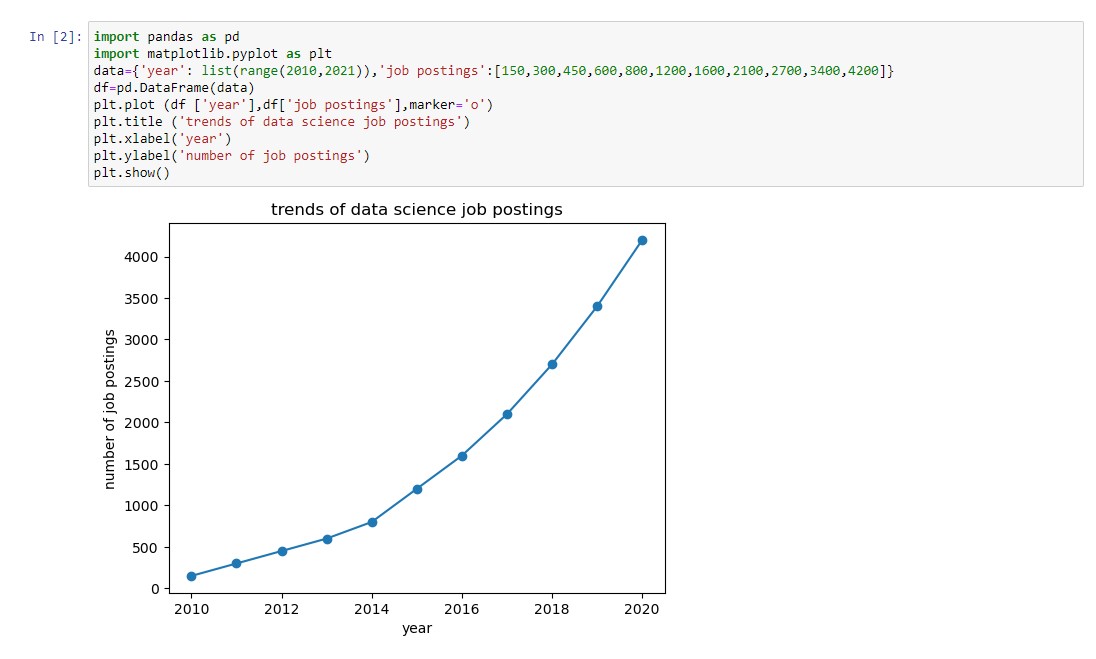 In [2]: import pandas as pd
import matplotlib.pyplot as plt
data={'year': list(range(2010,2021)),'job postings':[150,300,450,600,800,1200,1600,2100,2700,3400,4200]}
df=pd.DataFrame(data)
plt.plot (df ['year'],df['job postings'],marker='o')
plt.title ('trends of data science job postings')
plt.xlabel('year')
plt.ylabel('number of job postings')
plt.show()
trends of data science job postings
number of job postings
4000
3500
3000
2500
2000
1500
1000
500
0
2010 2012 2014 2016 2018 2020
year